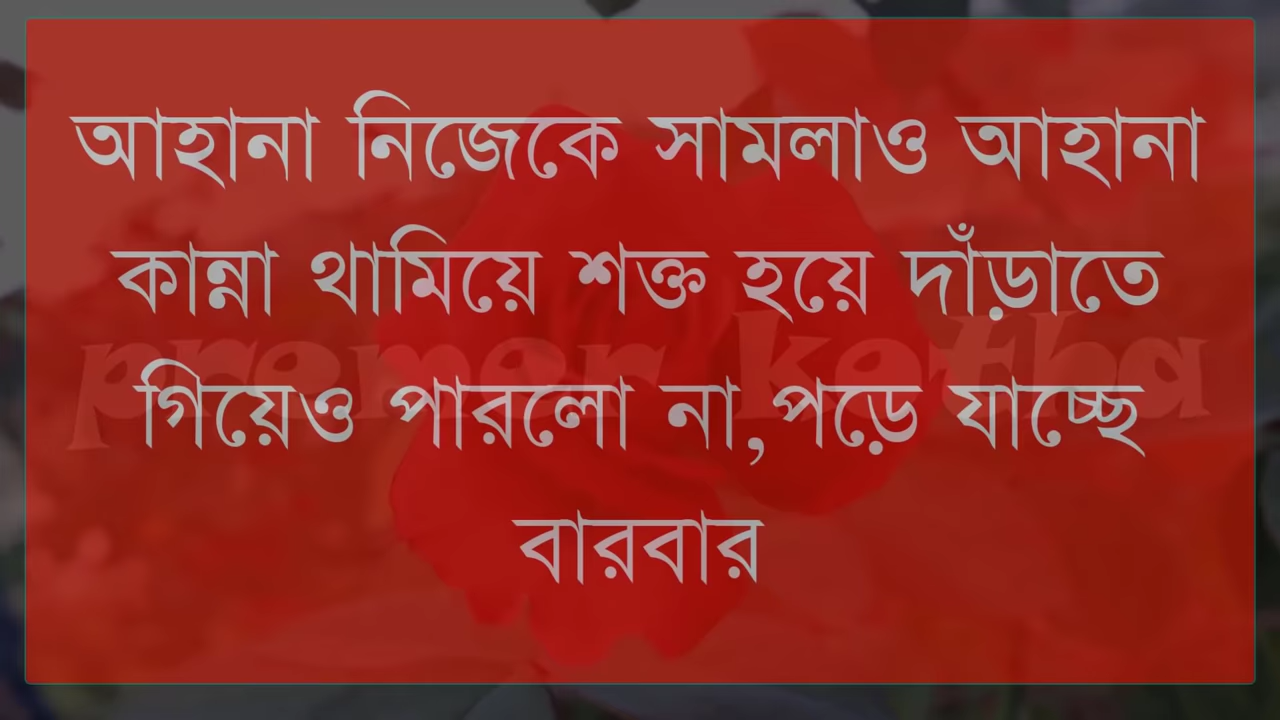 আহানা নিজেকে সামলাও আহানা
কান্না থামিয়ে শক্ত হয়ে দাঁড়াতে
premer kotha
গিয়েও পারলো না,পড়ে যাচ্ছে
বারবার